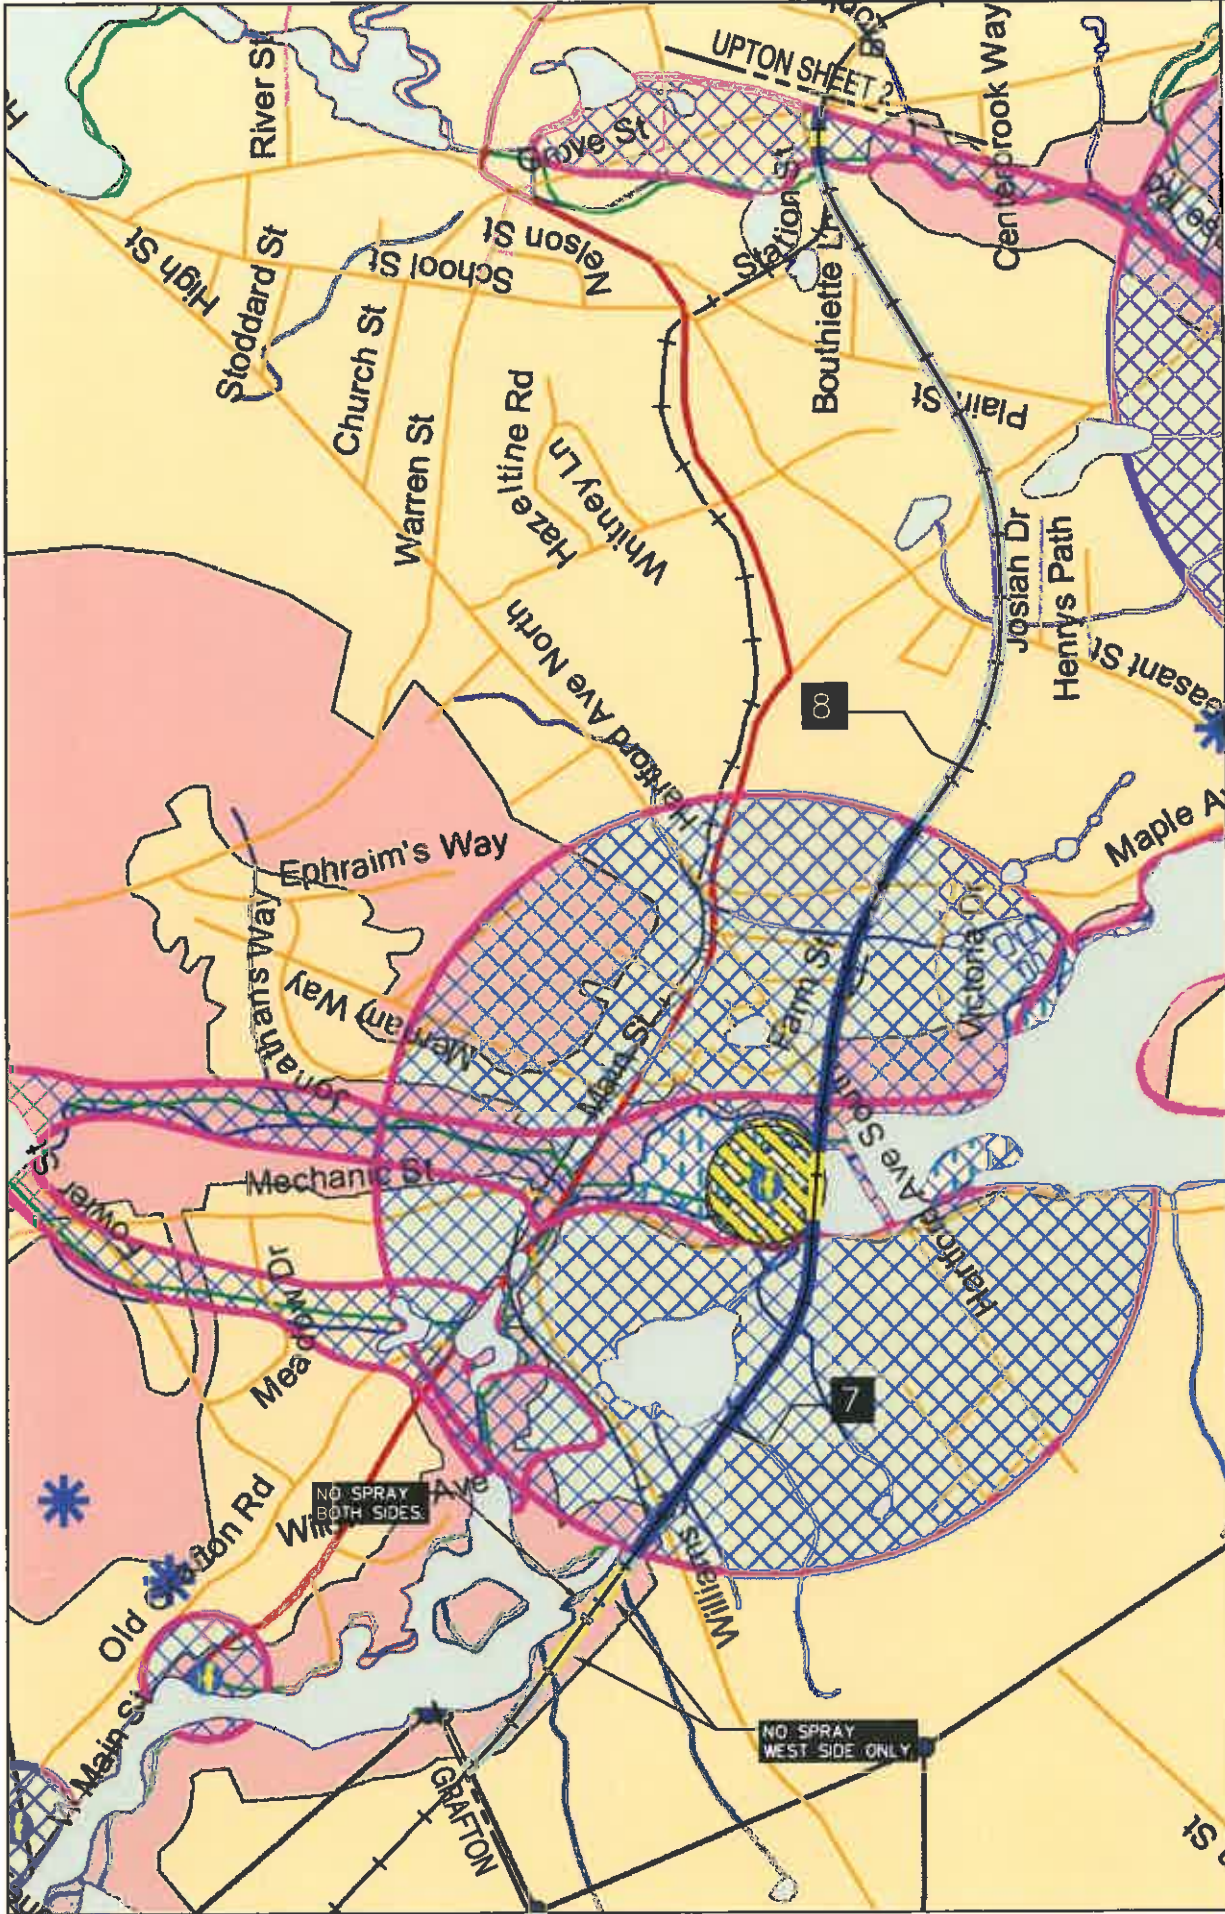 River St
UPTON SHEET 2
Centerbrook Way
Grove St
High St
Stoddard St
School St
Nelson St
Station St
Bouthiette Ln
Church St
Plain St
Warren St
Hazeltine Rd
Whitney Ln
Josiah Dr
Henrys Path
Hartford Ave North
8
Maple
Ephraim's Way
Jonathan's Way
Merriam Way
Victoria Dr
Farm St
Main St
Mechanic St
Fowler St
Hartford Ave South
Meadow Dr
7
NO SPRAY
BOTH SIDES.
Ave
Old Grafton Rd
Williams
Main St
NO SPRAY
WEST SIDE ONLY
GRAFTON
St